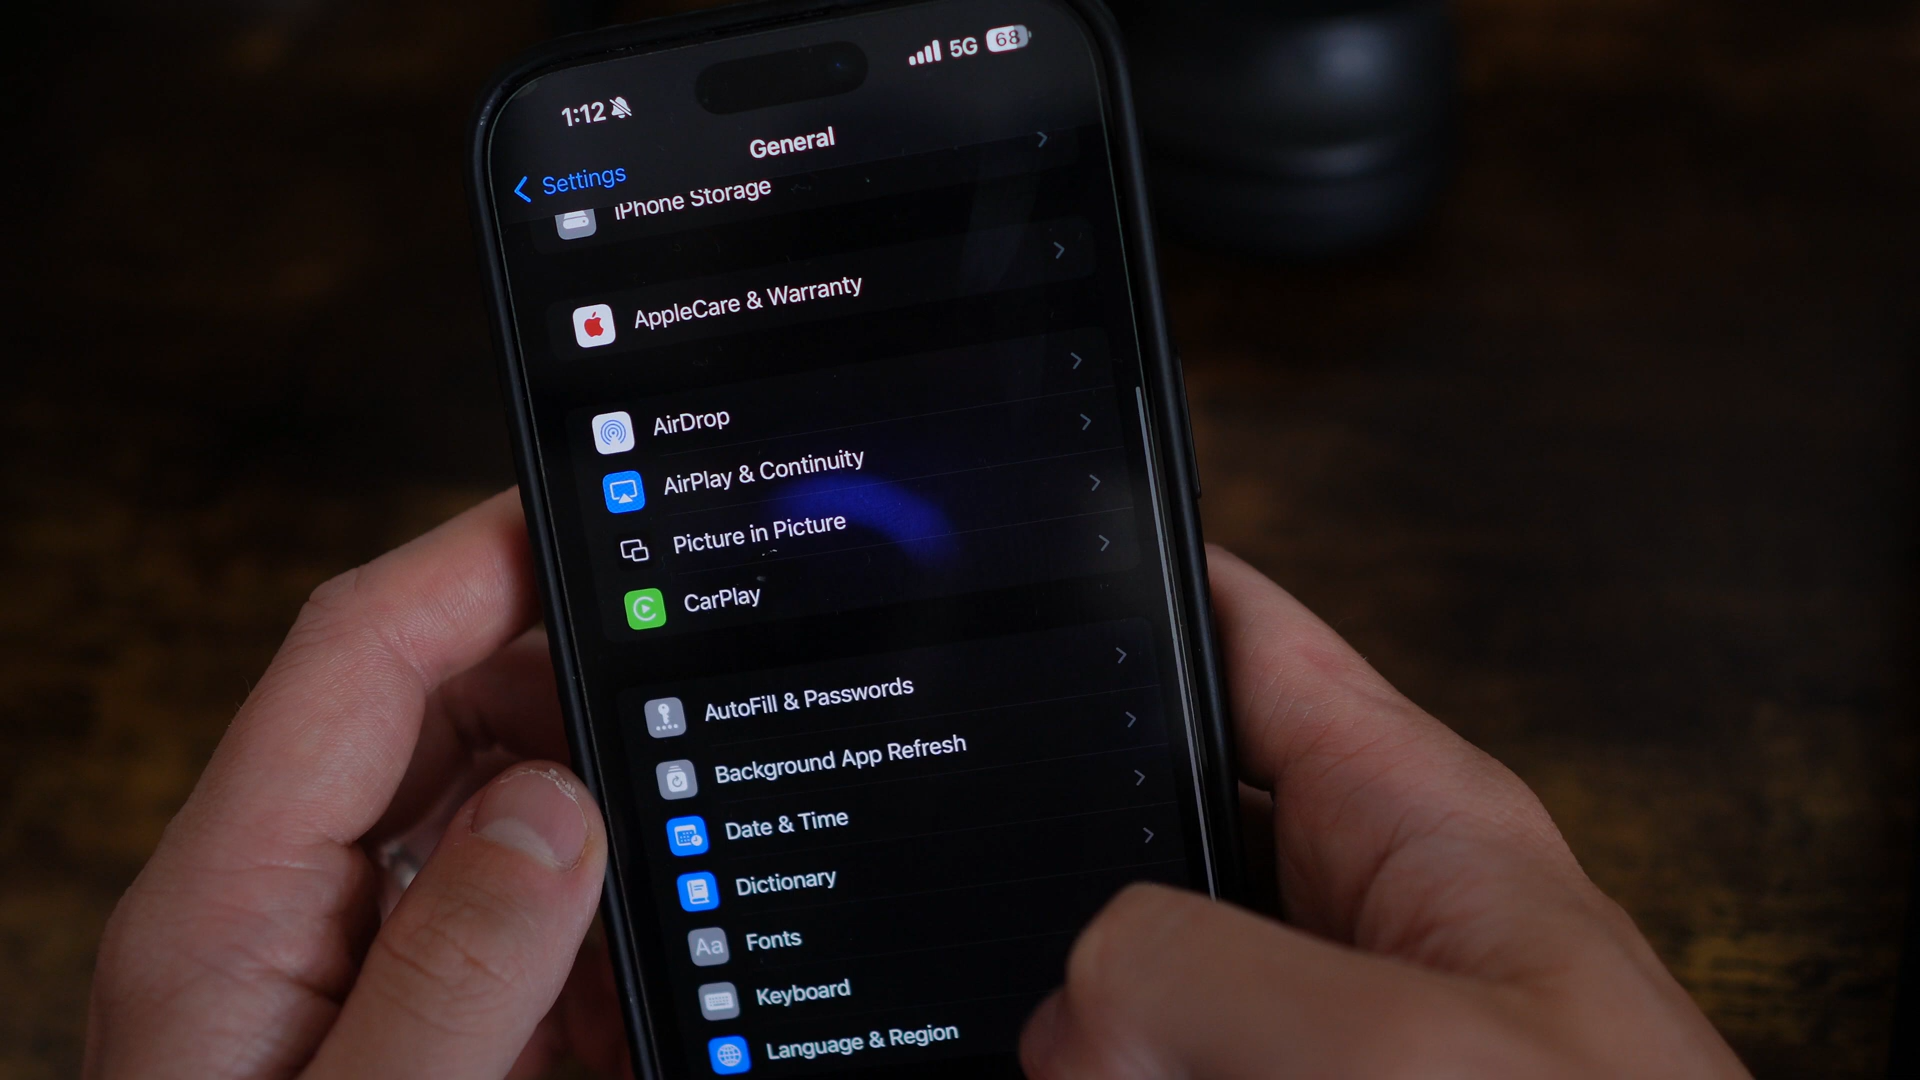 1:12 5G 68
General
Settings
iPhone Storage
AppleCare & Warranty
AirDrop
AirPlay & Continuity
Picture in Picture
CarPlay
AutoFill & Passwords
Background App Refresh
Date & Time
Dictionary
Aa Fonts
Keyboard
Language & Region